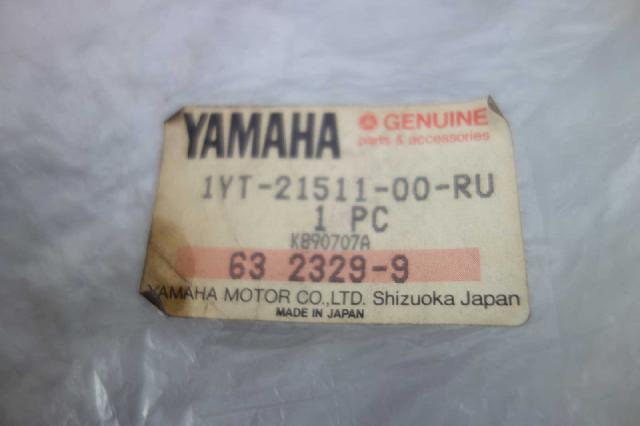 YAMAHA GENUINE
parts & accessories
1YT-21511-00-RU
1 PC
K890707A
63 2329-9
YAMAHA MOTOR CO.,LTD. Shizuoka Japan
MADE IN JAPAN